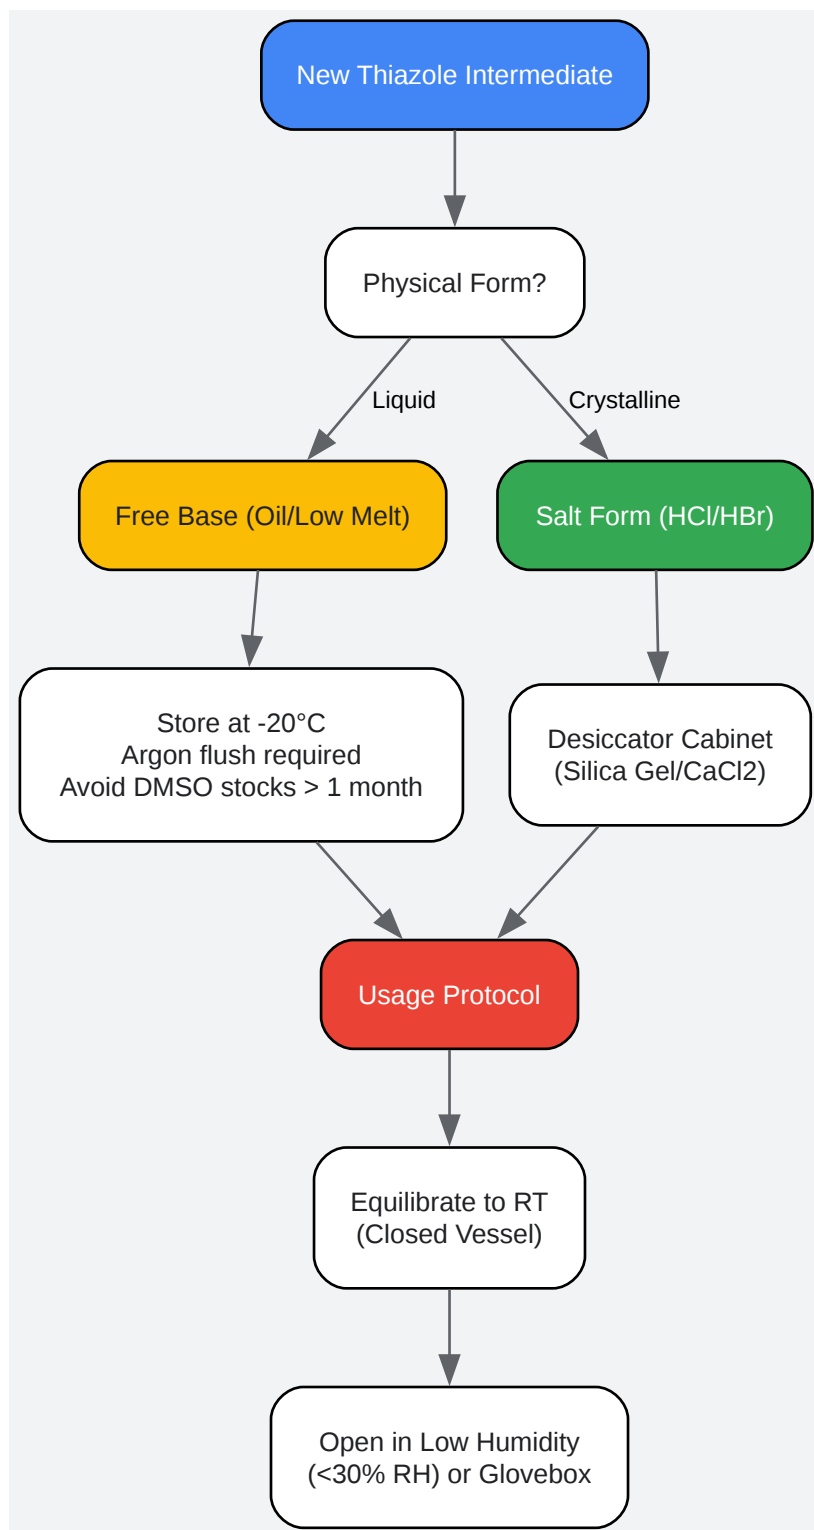 New Thiazole Intermediate
Physical Form?
Liquid
Crystalline
Free Base (Oil/Low Melt)
Salt Form (HCl/HBr)
Store at -20°C
Argon flush required
Avoid DMSO stocks > 1 month
Desiccator Cabinet
(Silica Gel/CaCl2)
Usage Protocol
Equilibrate to RT
(Closed Vessel)
Open in Low Humidity
(<30% RH) or Glovebox